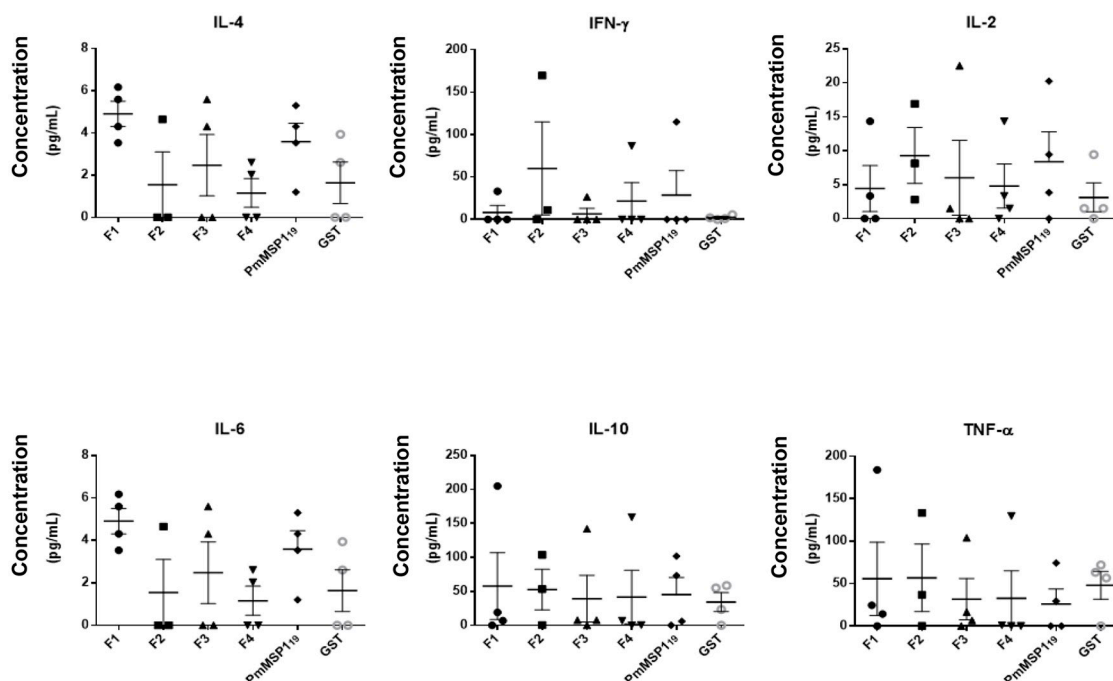 IL-4
Concentration
(pg/mL)
8
6
4
2
0
F1
F2
F3
F4
PmMSP1₁₉
GST
IFN-γ
Concentration
(pg/mL)
200
150
100
50
0
F1
F2
F3
F4
PmMSP1₁₉
GST
IL-2
Concentration
(pg/mL)
25
20
15
10
5
0
F1
F2
F3
F4
PmMSP1₁₉
GST
IL-6
Concentration
(pg/mL)
8
6
4
2
0
F1
F2
F3
F4
PmMSP1₁₉
GST
IL-10
Concentration
(pg/mL)
250
200
150
100
50
0
F1
F2
F3
F4
PmMSP1₁₉
GST
TNF-α
Concentration
(pg/mL)
200
150
100
50
0
F1
F2
F3
F4
PmMSP1₁₉
GST